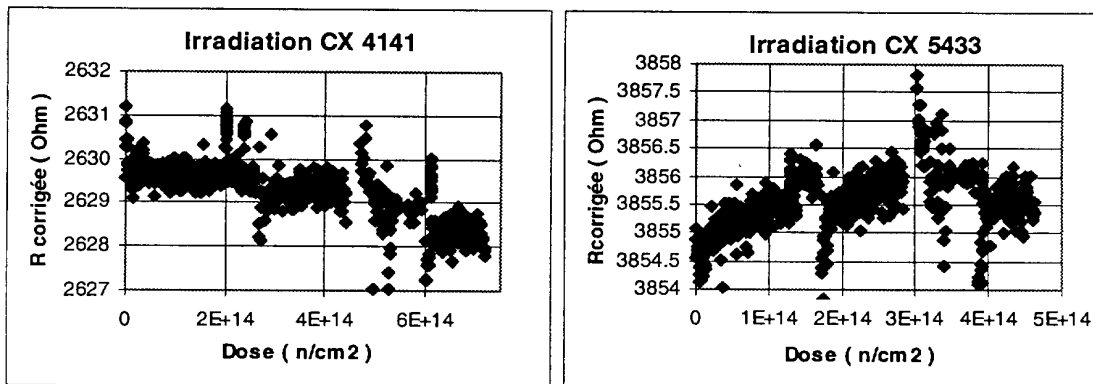 Irradiation CX 4141
R corrigée ( Ohm )
2632
2631
2630
2629
2628
2627
0 2E+14 4E+14 6E+14
Dose ( n/cm2 )
Irradiation CX 5433
Rcorrigée ( Ohm )
3858
3857.5
3857
3856.5
3856
3855.5
3855
3854.5
3854
0 1E+14 2E+14 3E+14 4E+14 5E+14
Dose ( n/cm2 )